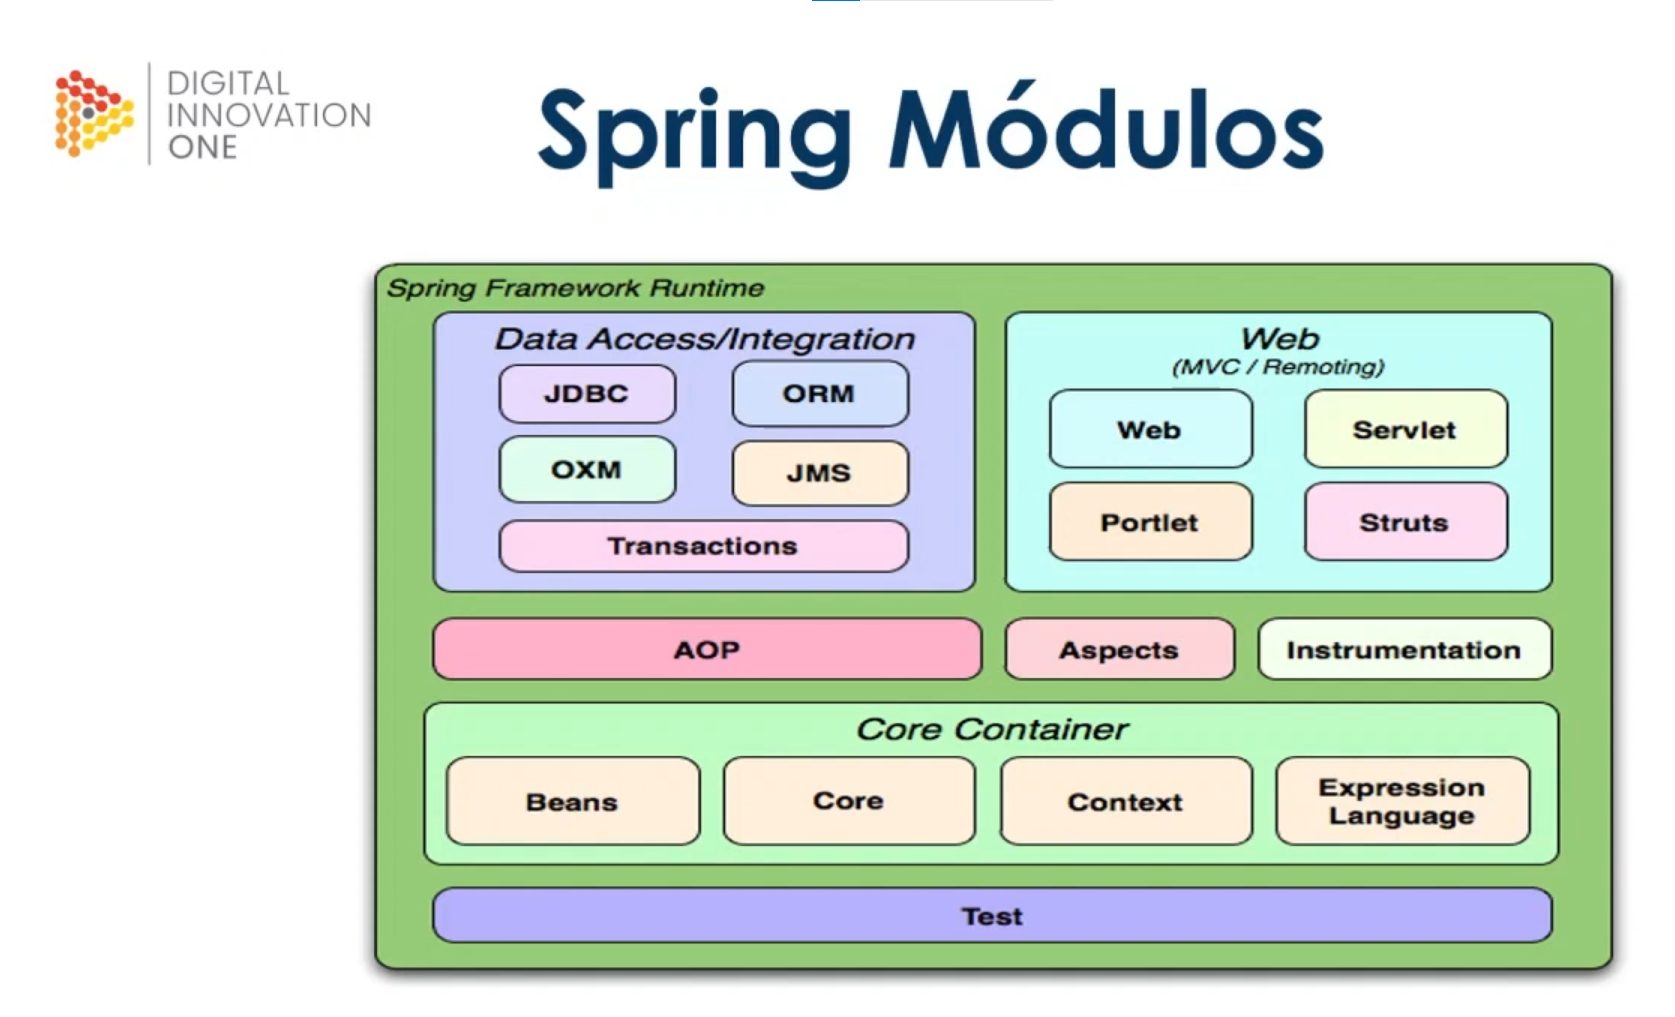 DIGITAL
INNOVATION
ONE
Spring Módulos
Spring Framework Runtime
Data Access/Integration
JDBC
ORM
OXM
JMS
Transactions
Web
(MVC / Remoting)
Web
Servlet
Portlet
Struts
AOP
Aspects
Instrumentation
Core Container
Beans
Core
Context
Expression
Language
Test